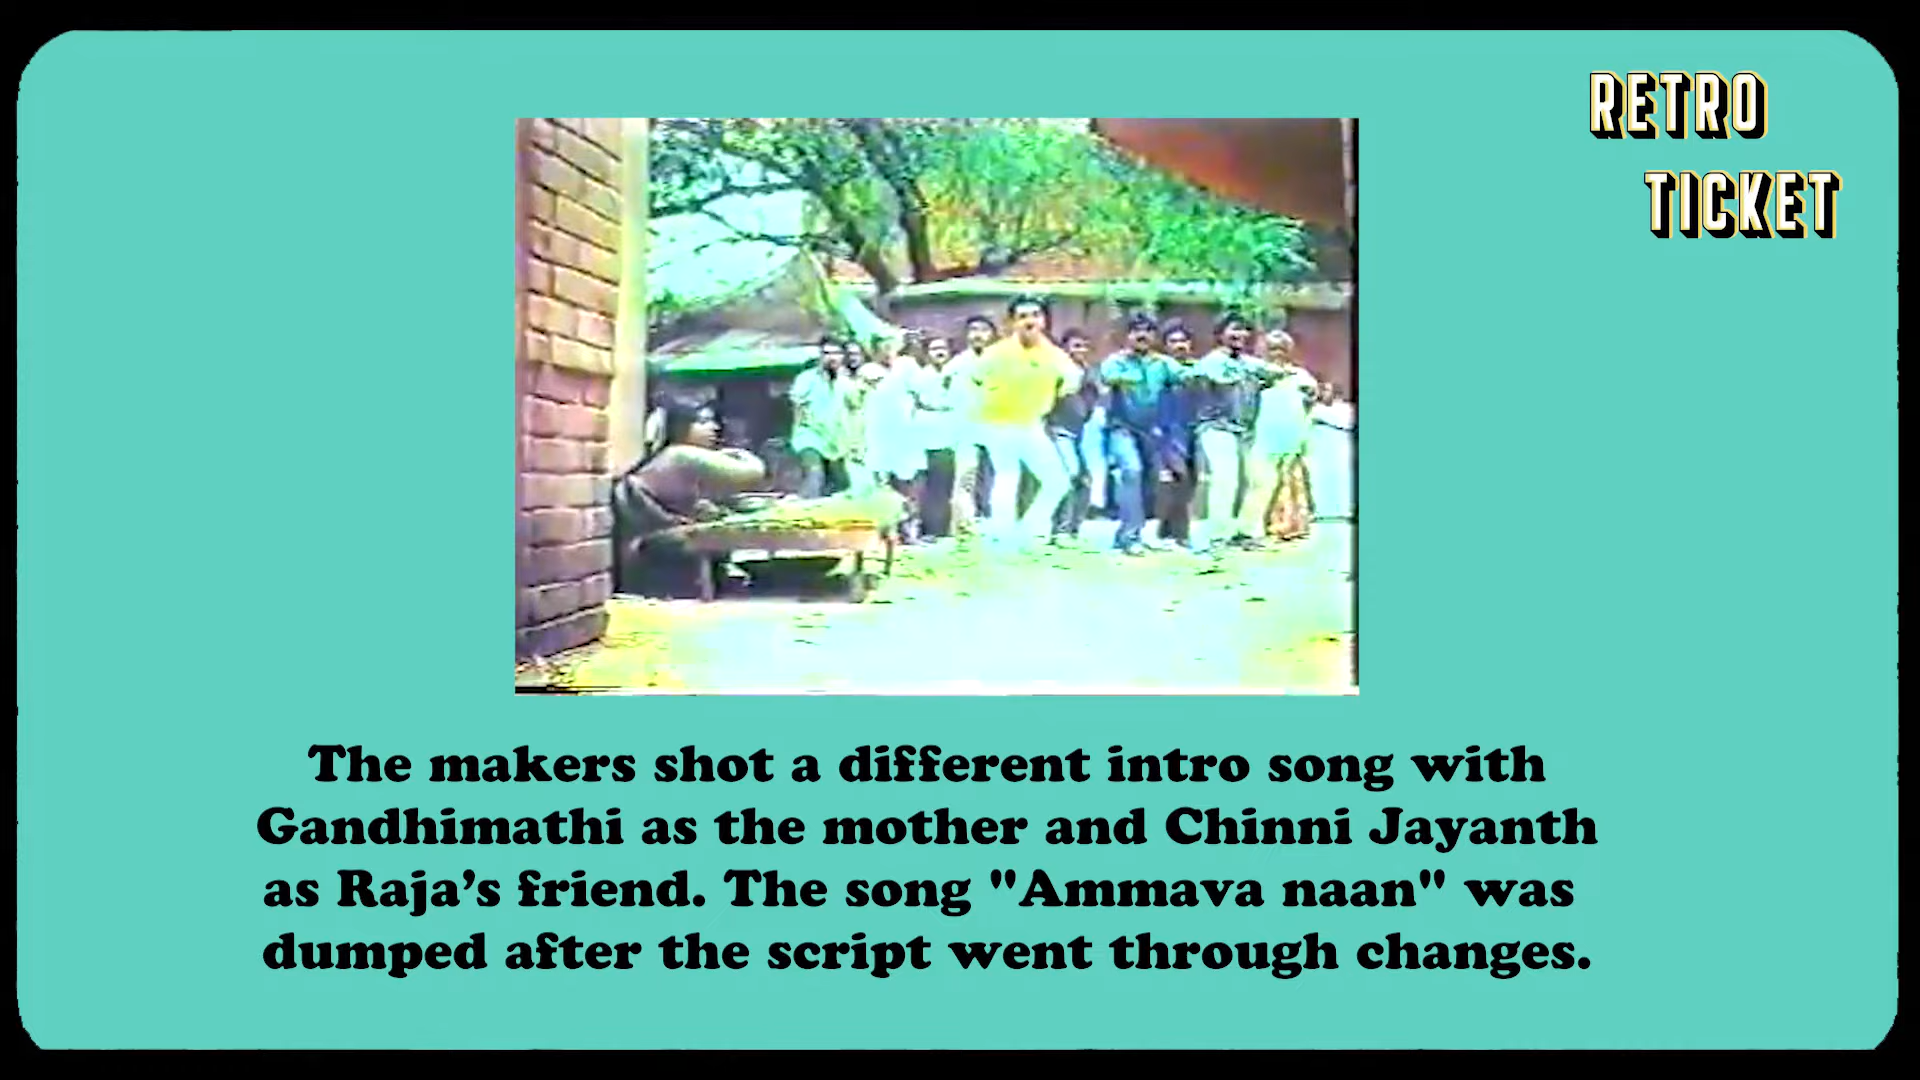 RETRO
TICKET
The makers shot a different intro song with
Gandhimathi as the mother and Chinni Jayanth
as Raja’s friend. The song "Ammava naan" was
dumped after the script went through changes.